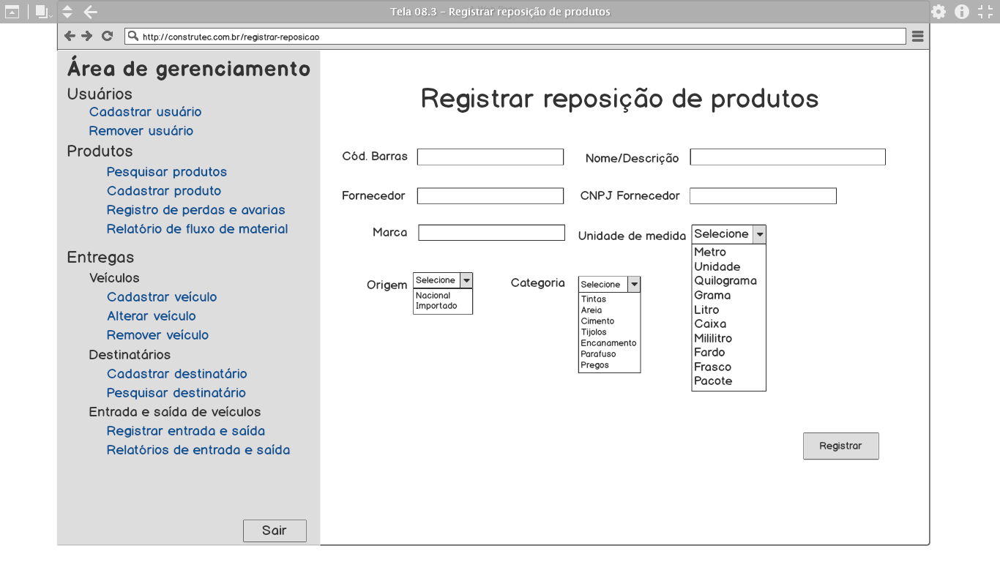 Tela 08.3 - Registrar reposição de produtos
http://construtec.com.br/registrar-reposicao
Área de gerenciamento
Usuários
Cadastrar usuário
Remover usuário
Produtos
Pesquisar produtos
Cadastrar produto
Registro de perdas e avarias
Relatório de fluxo de material
Entregas
Veículos
Cadastrar veículo
Alterar veículo
Remover veículo
Destinatários
Cadastrar destinatário
Pesquisar destinatário
Entrada e saída de veículos
Registrar entrada e saída
Relatórios de entrada e saída
Sair
Registrar reposição de produtos
Cód. Barras
Nome/Descrição
Fornecedor
CNPJ Fornecedor
Marca
Unidade de medida
Selecione
Metro
Unidade
Quilograma
Grama
Litro
Caixa
Mililitro
Fardo
Frasco
Pacote
Origem
Selecione
Nacional
Importado
Categoria
Selecione
Tintas
Areia
Cimento
Tijolos
Encanamento
Parafuso
Pregos
Registrar